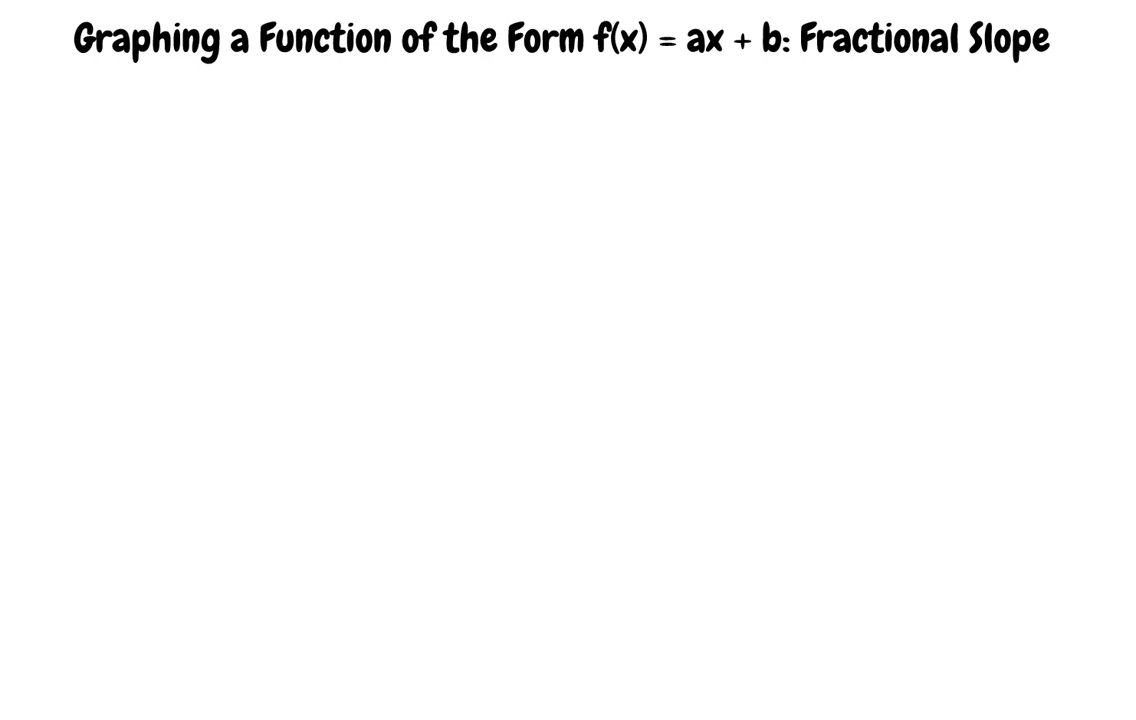 Graphing a Function of the Form f(x) = ax + b: Fractional Slope